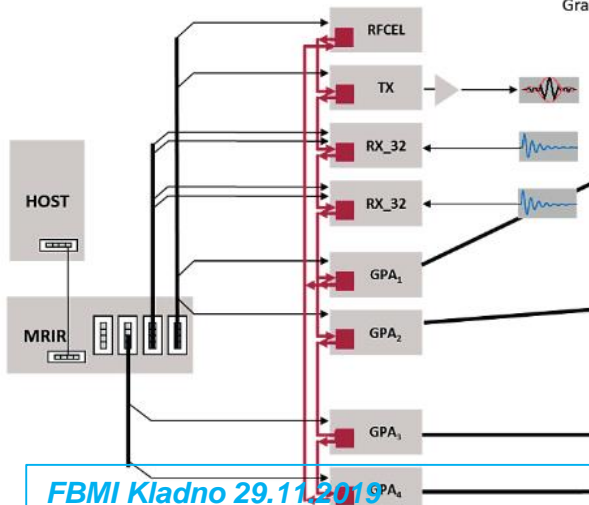 Gra
RFCEL
TX
RX_32
RX_32
HOST
GPA₁
MRIR
GPA₂
GPA₃
GPA₄
FBMI Kladno 29.11.2019